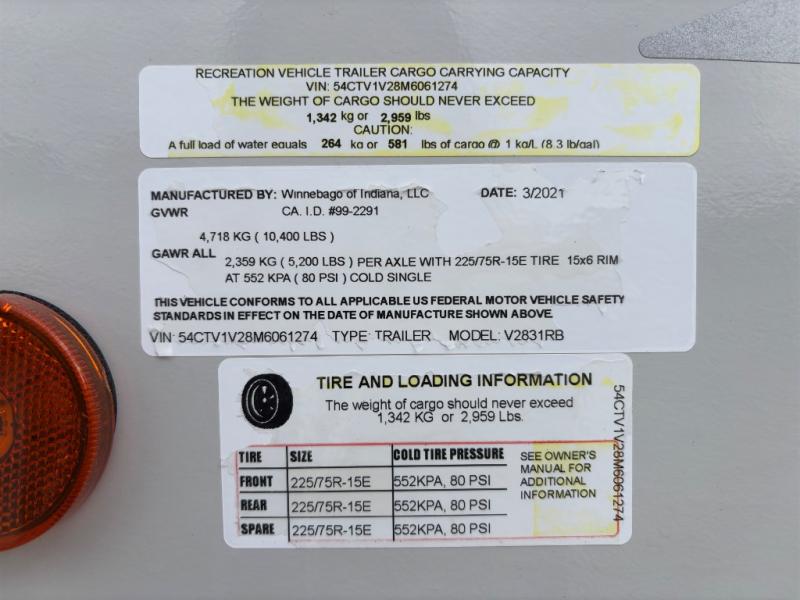 RECREATION VEHICLE TRAILER CARGO CARRYING CAPACITY
VIN: 54CTV1V28M6061274
THE WEIGHT OF CARGO SHOULD NEVER EXCEED
1,342 kg or 2,959 lbs
CAUTION:
A full load of water equals 264 kg or 581 lbs of cargo @ 1 kg/L (8.3 lb/gal)
MANUFACTURED BY: Winnebago of Indiana, LLC DATE: 3/2021
GVWR CA. I.D. #99-2291
4,718 KG ( 10,400 LBS )
GAWR ALL
2,359 KG ( 5,200 LBS ) PER AXLE WITH 225/75R-15E TIRE 15x6 RIM
AT 552 KPA ( 80 PSI ) COLD SINGLE
THIS VEHICLE CONFORMS TO ALL APPLICABLE US FEDERAL MOTOR VEHICLE SAFETY
STANDARDS IN EFFECT ON THE DATE OF MANUFACTURE SHOWN ABOVE.
VIN: 54CTV1V28M6061274 TYPE: TRAILER MODEL: V2831RB
TIRE AND LOADING INFORMATION
The weight of cargo should never exceed
1,342 KG or 2,959 Lbs.
TIRE SIZE COLD TIRE PRESSURE
FRONT 225/75R-15E 552KPA, 80 PSI
REAR 225/75R-15E 552KPA, 80 PSI
SPARE 225/75R-15E 552KPA, 80 PSI
SEE OWNER'S
MANUAL FOR
ADDITIONAL
INFORMATION
54CTV1V28M6061274